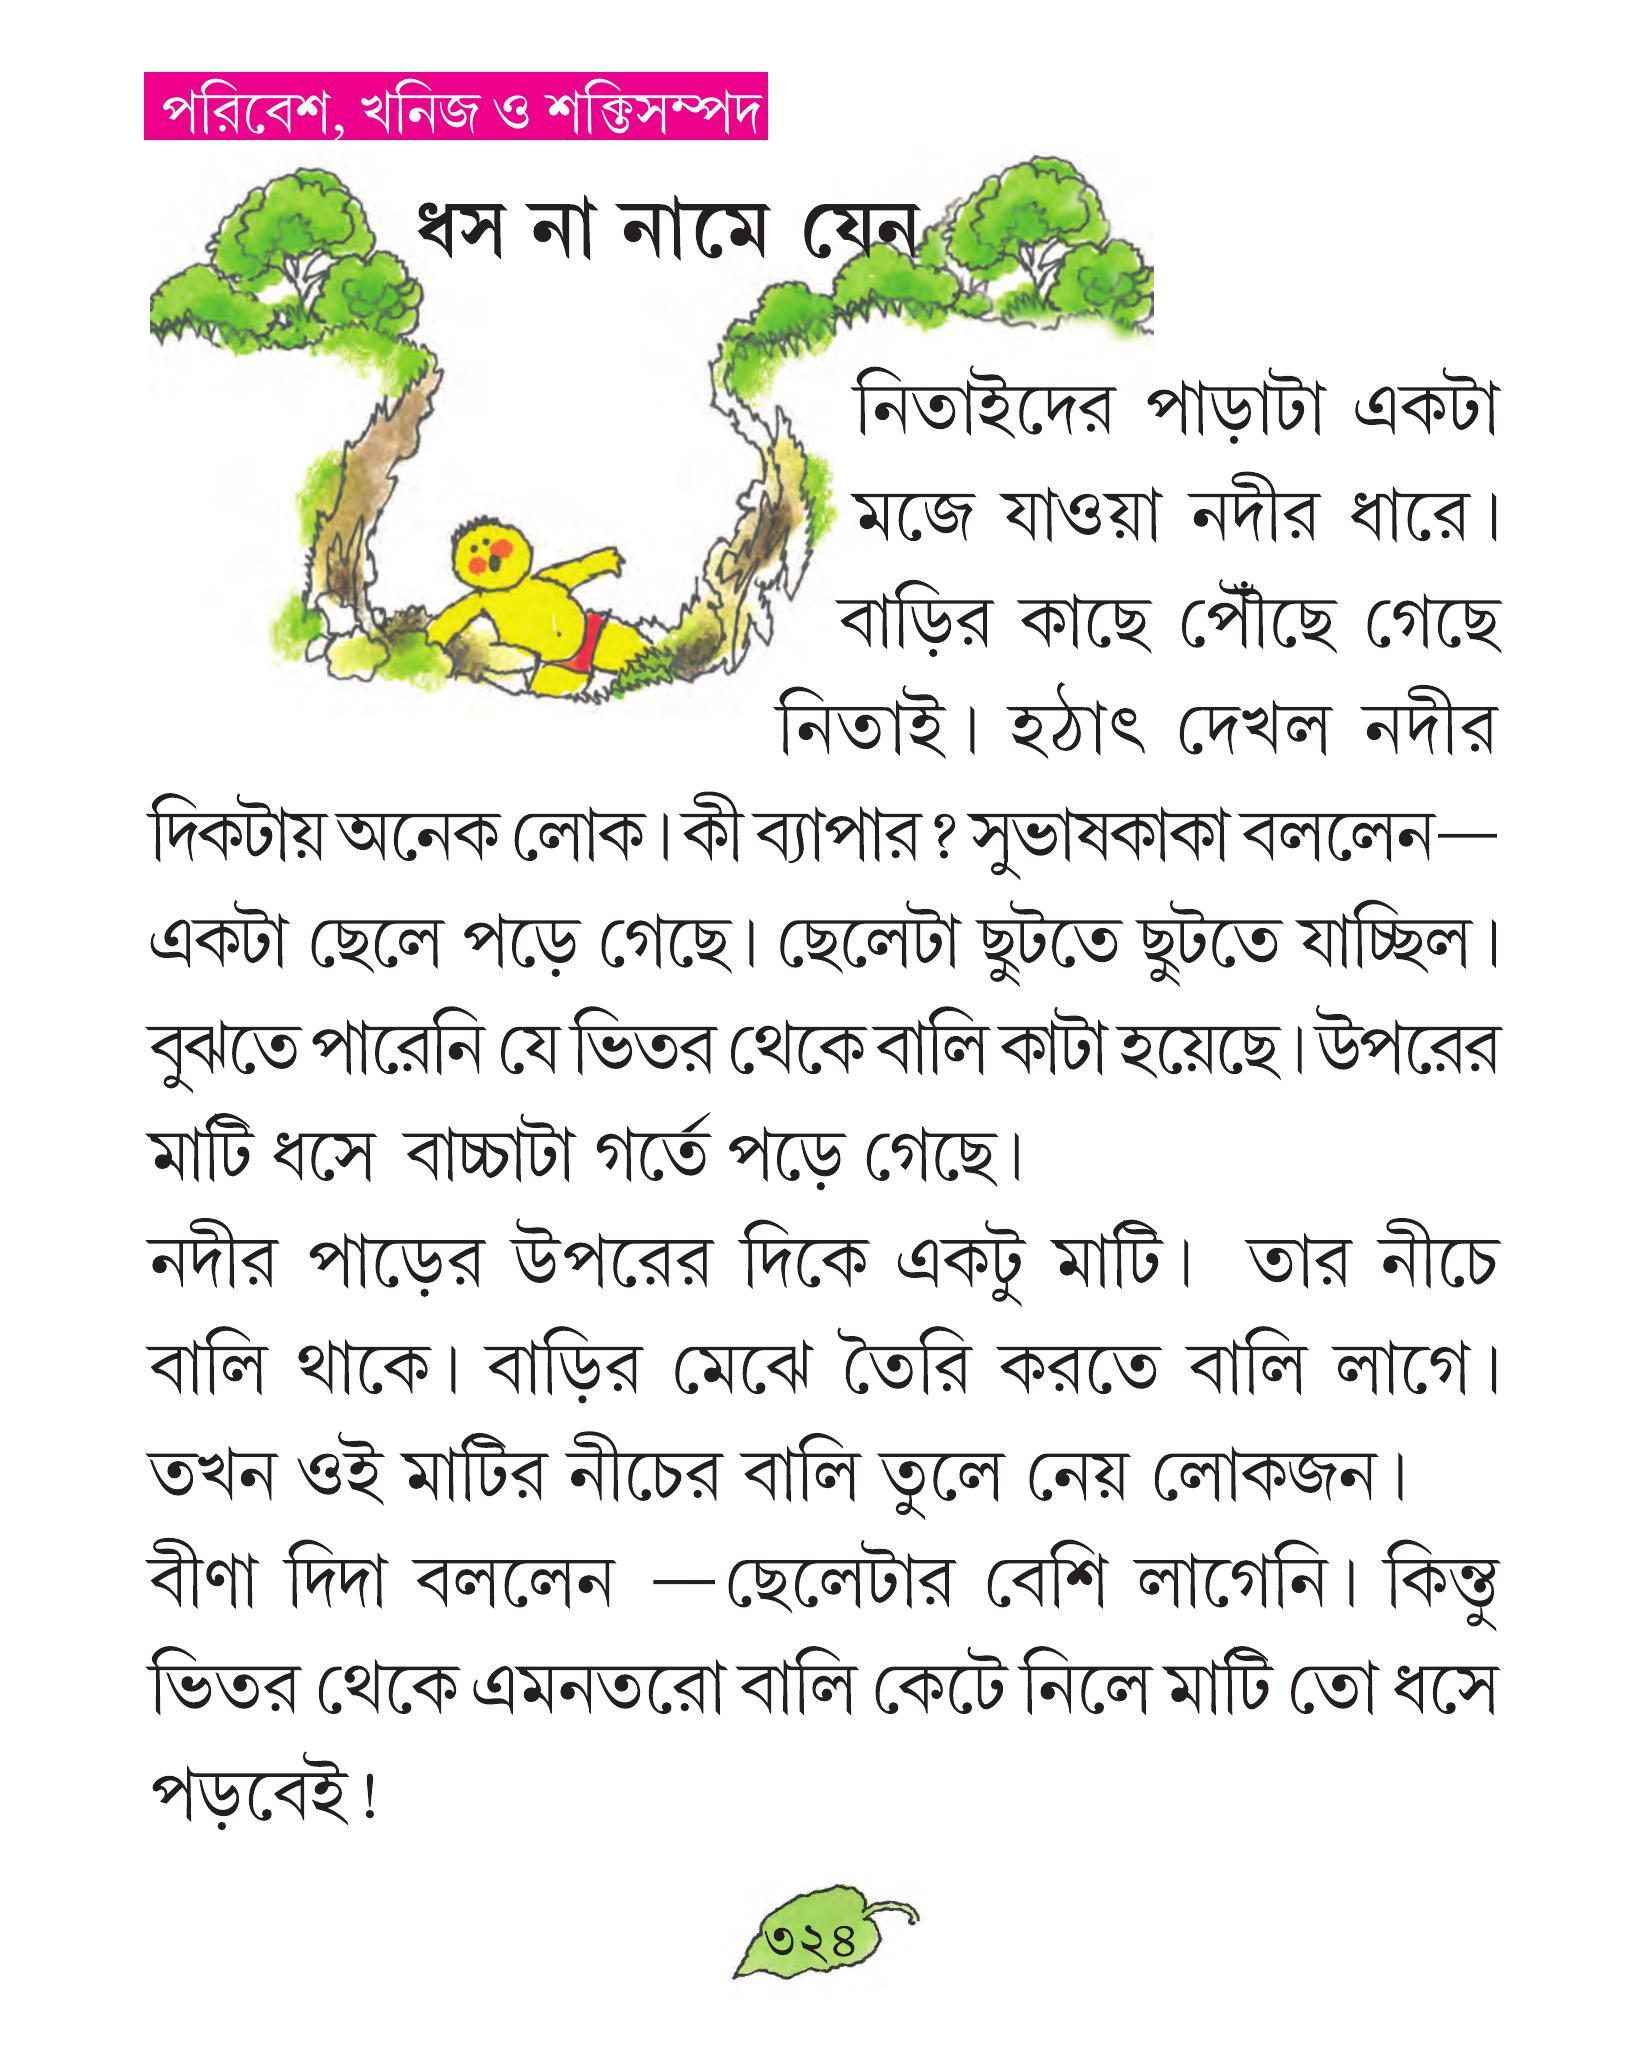 পরিবেশ, খনিজ ও শক্তিসম্পদ
ধস না নামে যেন
নিতাইদের পাড়াটা একটা
মজে যাওয়া নদীর ধারে।
বাড়ির কাছে পৌঁছে গেছে
নিতাই। হঠাৎ দেখল নদীর
দিকটায় অনেক লোক। কী ব্যাপার? সুভাষকাকা বললেন—
একটা ছেলে পড়ে গেছে। ছেলেটা ছুটতে ছুটতে যাচ্ছিল।
বুঝতে পারেনি যে ভিতর থেকে বালি কাটা হয়েছে। উপরের
মাটি ধসে বাচ্চাটা গর্তে পড়ে গেছে।
নদীর পাড়ের উপরের দিকে একটু মাটি। তার নীচে
বালি থাকে। বাড়ির মেঝে তৈরি করতে বালি লাগে।
তখন ওই মাটির নীচের বালি তুলে নেয় লোকজন।
বীণা দিদা বললেন —ছেলেটার বেশি লাগেনি। কিন্তু
ভিতর থেকে এমনতরো বালি কেটে নিলে মাটি তো ধসে
পড়বেই!
৩২৪